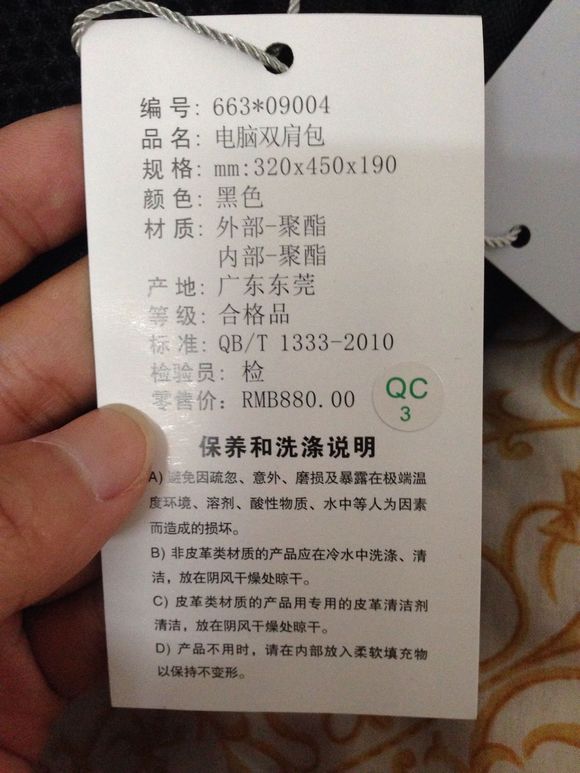 编号: 663*09004
品名: 电脑双肩包
规格: mm:320x450x190
颜色: 黑色
材质: 外部-聚酯
内部-聚酯
产地: 广东东莞
等级: 合格品
标准: QB/T 1333-2010
检验员: 检
零售价: RMB880.00
QC
3
保养和洗涤说明
A) 避免因疏忽、意外、磨损及暴露在极端温
度环境、溶剂、酸性物质、水中等人为因素
而造成的损坏。
B) 非皮革类材质的产品应在冷水中洗涤、清
洁，放在阴风干燥处晾干。
C) 皮革类材质的产品用专用的皮革清洁剂
清洁，放在阴风干燥处晾干。
D) 产品不用时，请在内部放入柔软填充物
以保持不变形。